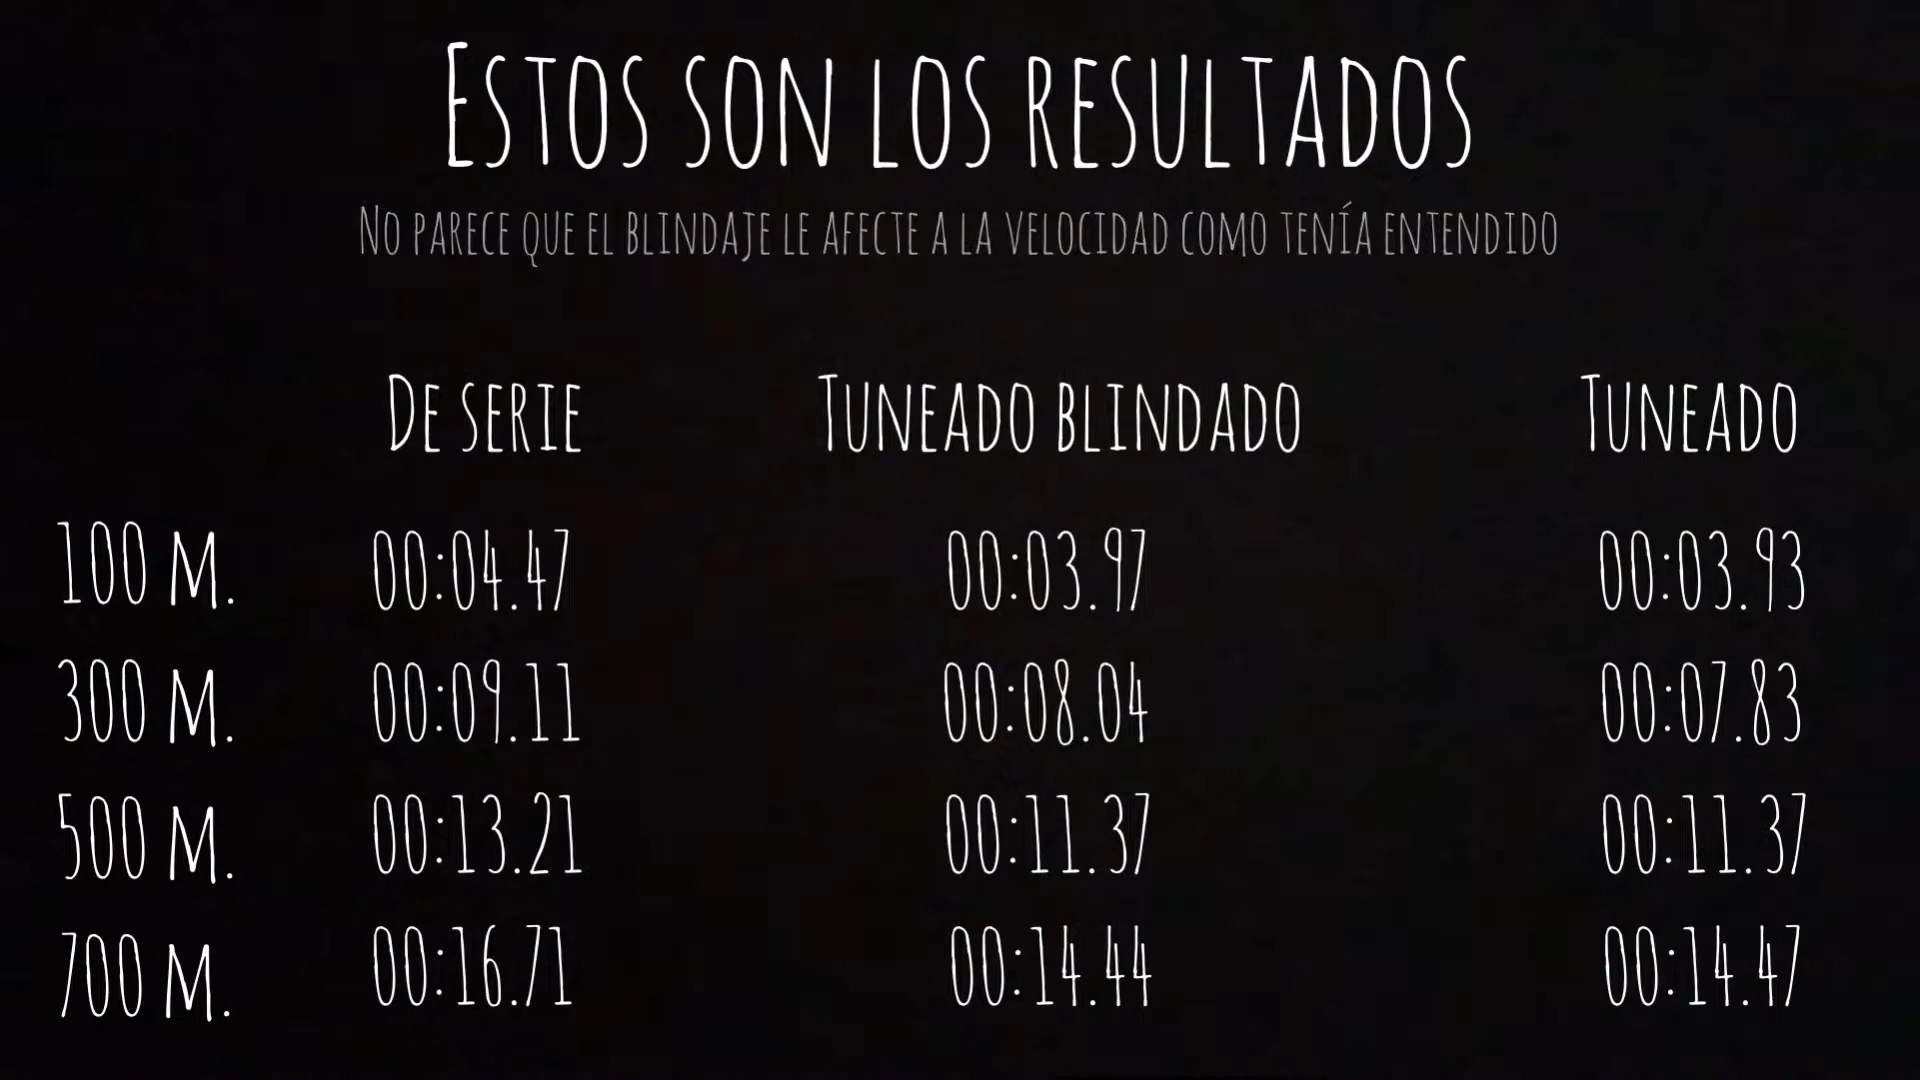 Estos son los resultados
No parece que el blindaje le afecte a la velocidad como tenía entendido
De serie Tuneado blindado Tuneado
100 m. 00:04.47 00:03.97 00:03.93
300 m. 00:09.11 00:08.04 00:07.83
500 m. 00:13.21 00:11.37 00:11.37
700 m. 00:16.71 00:14.44 00:14.47